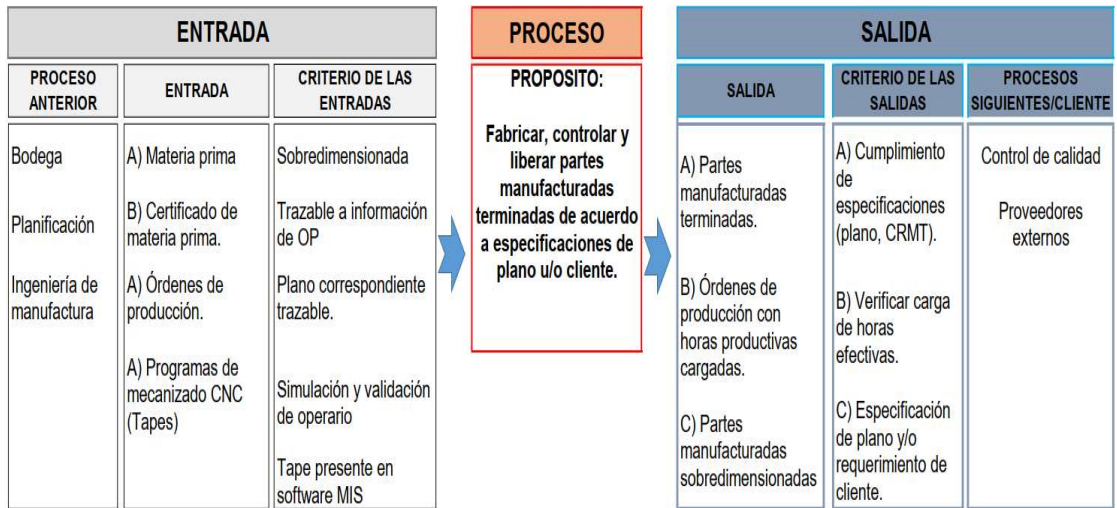 ENTRADA
PROCESO
ANTERIOR
ENTRADA
CRITERIO DE LAS
ENTRADAS
Bodega
Planificación
Ingeniería de
manufactura
A) Materia prima
B) Certificado de
materia prima.
A) Órdenes de
producción.
A) Programas de
mecanizado CNC
(Tapes)
Sobredimensionada
Trazable a información
de OP
Plano correspondiente
trazable.
Simulación y validación
de operario
Tape presente en
software MIS
PROCESO
PROPOSITO:
Fabricar, controlar y
liberar partes
manufacturadas
terminadas de acuerdo
a especificaciones de
plano u/o cliente.
SALIDA
SALIDA
CRITERIO DE LAS
SALIDAS
PROCESOS
SIGUIENTES/CLIENTE
A) Partes
manufacturadas
terminadas.
B) Órdenes de
producción con
horas productivas
cargadas.
C) Partes
manufacturadas
sobredimensionadas
A) Cumplimiento
de
especificaciones
(plano, CRMT).
B) Verificar carga
de horas
efectivas.
C) Especificación
de plano y/o
requerimiento de
cliente.
Control de calidad
Proveedores
externos